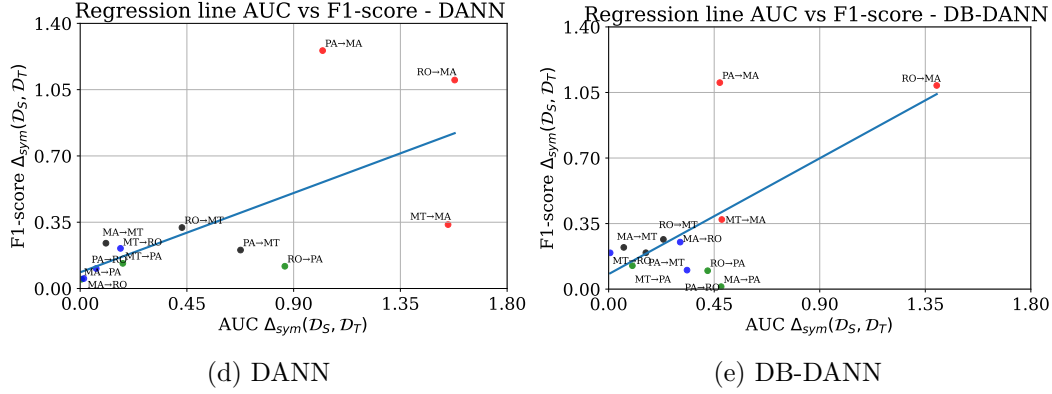 Regression line AUC vs F1-score - DANN
F1-score Δsym(𝒟S, 𝒟T)
1.40
1.05
0.70
0.35
0.00
PA→MA
RO→MA
MT→MA
RO→MT
MA→MT
MT→RO
PA→MT
PA→RO
MT→PA
RO→PA
MA→PA
MA→RO
0.00 0.45 0.90 1.35 1.80
AUC Δsym(𝒟S, 𝒟T)
(d) DANN
Regression line AUC vs F1-score - DB-DANN
F1-score Δsym(𝒟S, 𝒟T)
1.40
1.05
0.70
0.35
0.00
PA→MA
RO→MA
MT→MA
RO→MT
MA→MT
MA→RO
MT→RO
PA→MT
RO→PA
MT→PA
PA→RO
MA→PA
0.00 0.45 0.90 1.35 1.80
AUC Δsym(𝒟S, 𝒟T)
(e) DB-DANN